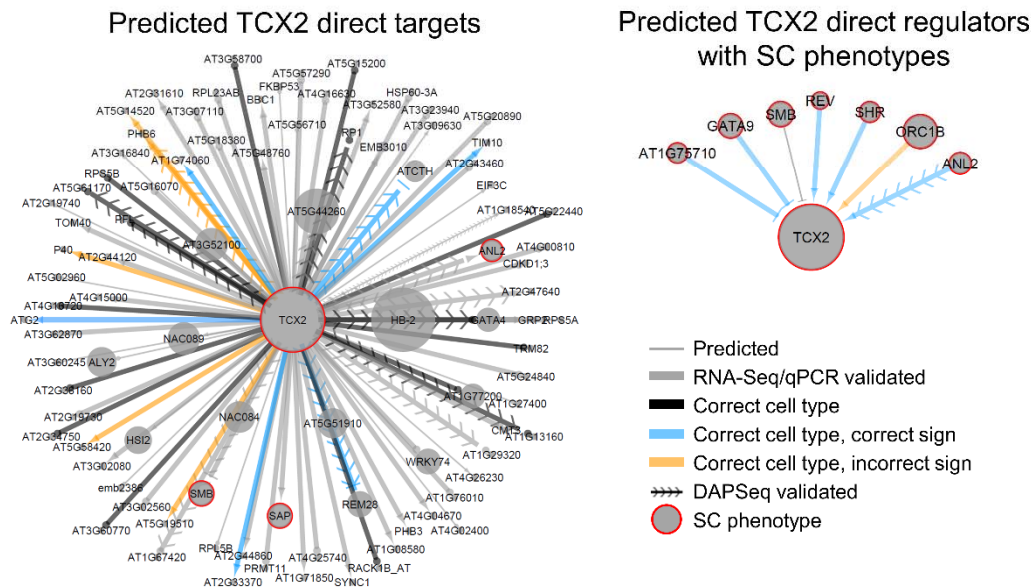 Predicted TCX2 direct targets
Predicted TCX2 direct regulators
with SC phenotypes
AT3G58700
AT5G57290
AT5G15200
FKBP53
RPL23AB
BBC1
AT4G16630
HSP60-3A
AT2G31610
AT3G52580
AT3G23940
AT5G14520
AT3G07110
AT5G56710
AT3G09630
AT5G20890
PHB6
AT5G18380
AT5G48760
RP1
EMB3010
TIM10
AT3G16840
AT1G74060
ATCTH
AT2G43460
RPS5B
AT5G16070
AT5G61170
EIF3C
AT2G19740
AT5G44260
AT1G18540
AT5G22440
TOM40
AT3G52100
P40
AT2G44120
ANL2
AT4G00810
CDKD1;3
AT5G02960
AT4G15000
AT2G47640
AT4G18720
ATG2
TCX2
HB-2
GATA4
GRP2
RPS5A
AT3G62870
NAC089
TRM82
AT3G60245
ALY2
AT5G24840
AT2G38160
AT1G77200
AT1G27400
AT2G19730
NAC084
AT5G51910
CMT3
AT1G13160
AT2G34750
AT5G58420
HSI2
AT1G29320
AT3G02080
WRKY74
AT4G26230
emb2386
SMB
REM28
AT1G76010
AT3G02560
SAP
AT4G04670
AT3G60770
AT5G19510
PHB3
AT4G02400
AT1G67420
RPL5B
AT2G44860
AT4G25740
AT1G08580
PRMT11
RACK1B_AT
AT2G33370
AT1G71850
SYNC1
REV
SMB
SHR
GATA9
ORC1B
AT1G75710
ANL2
TCX2
Predicted
RNA-Seq/qPCR validated
Correct cell type
Correct cell type, correct sign
Correct cell type, incorrect sign
DAPSeq validated
SC phenotype